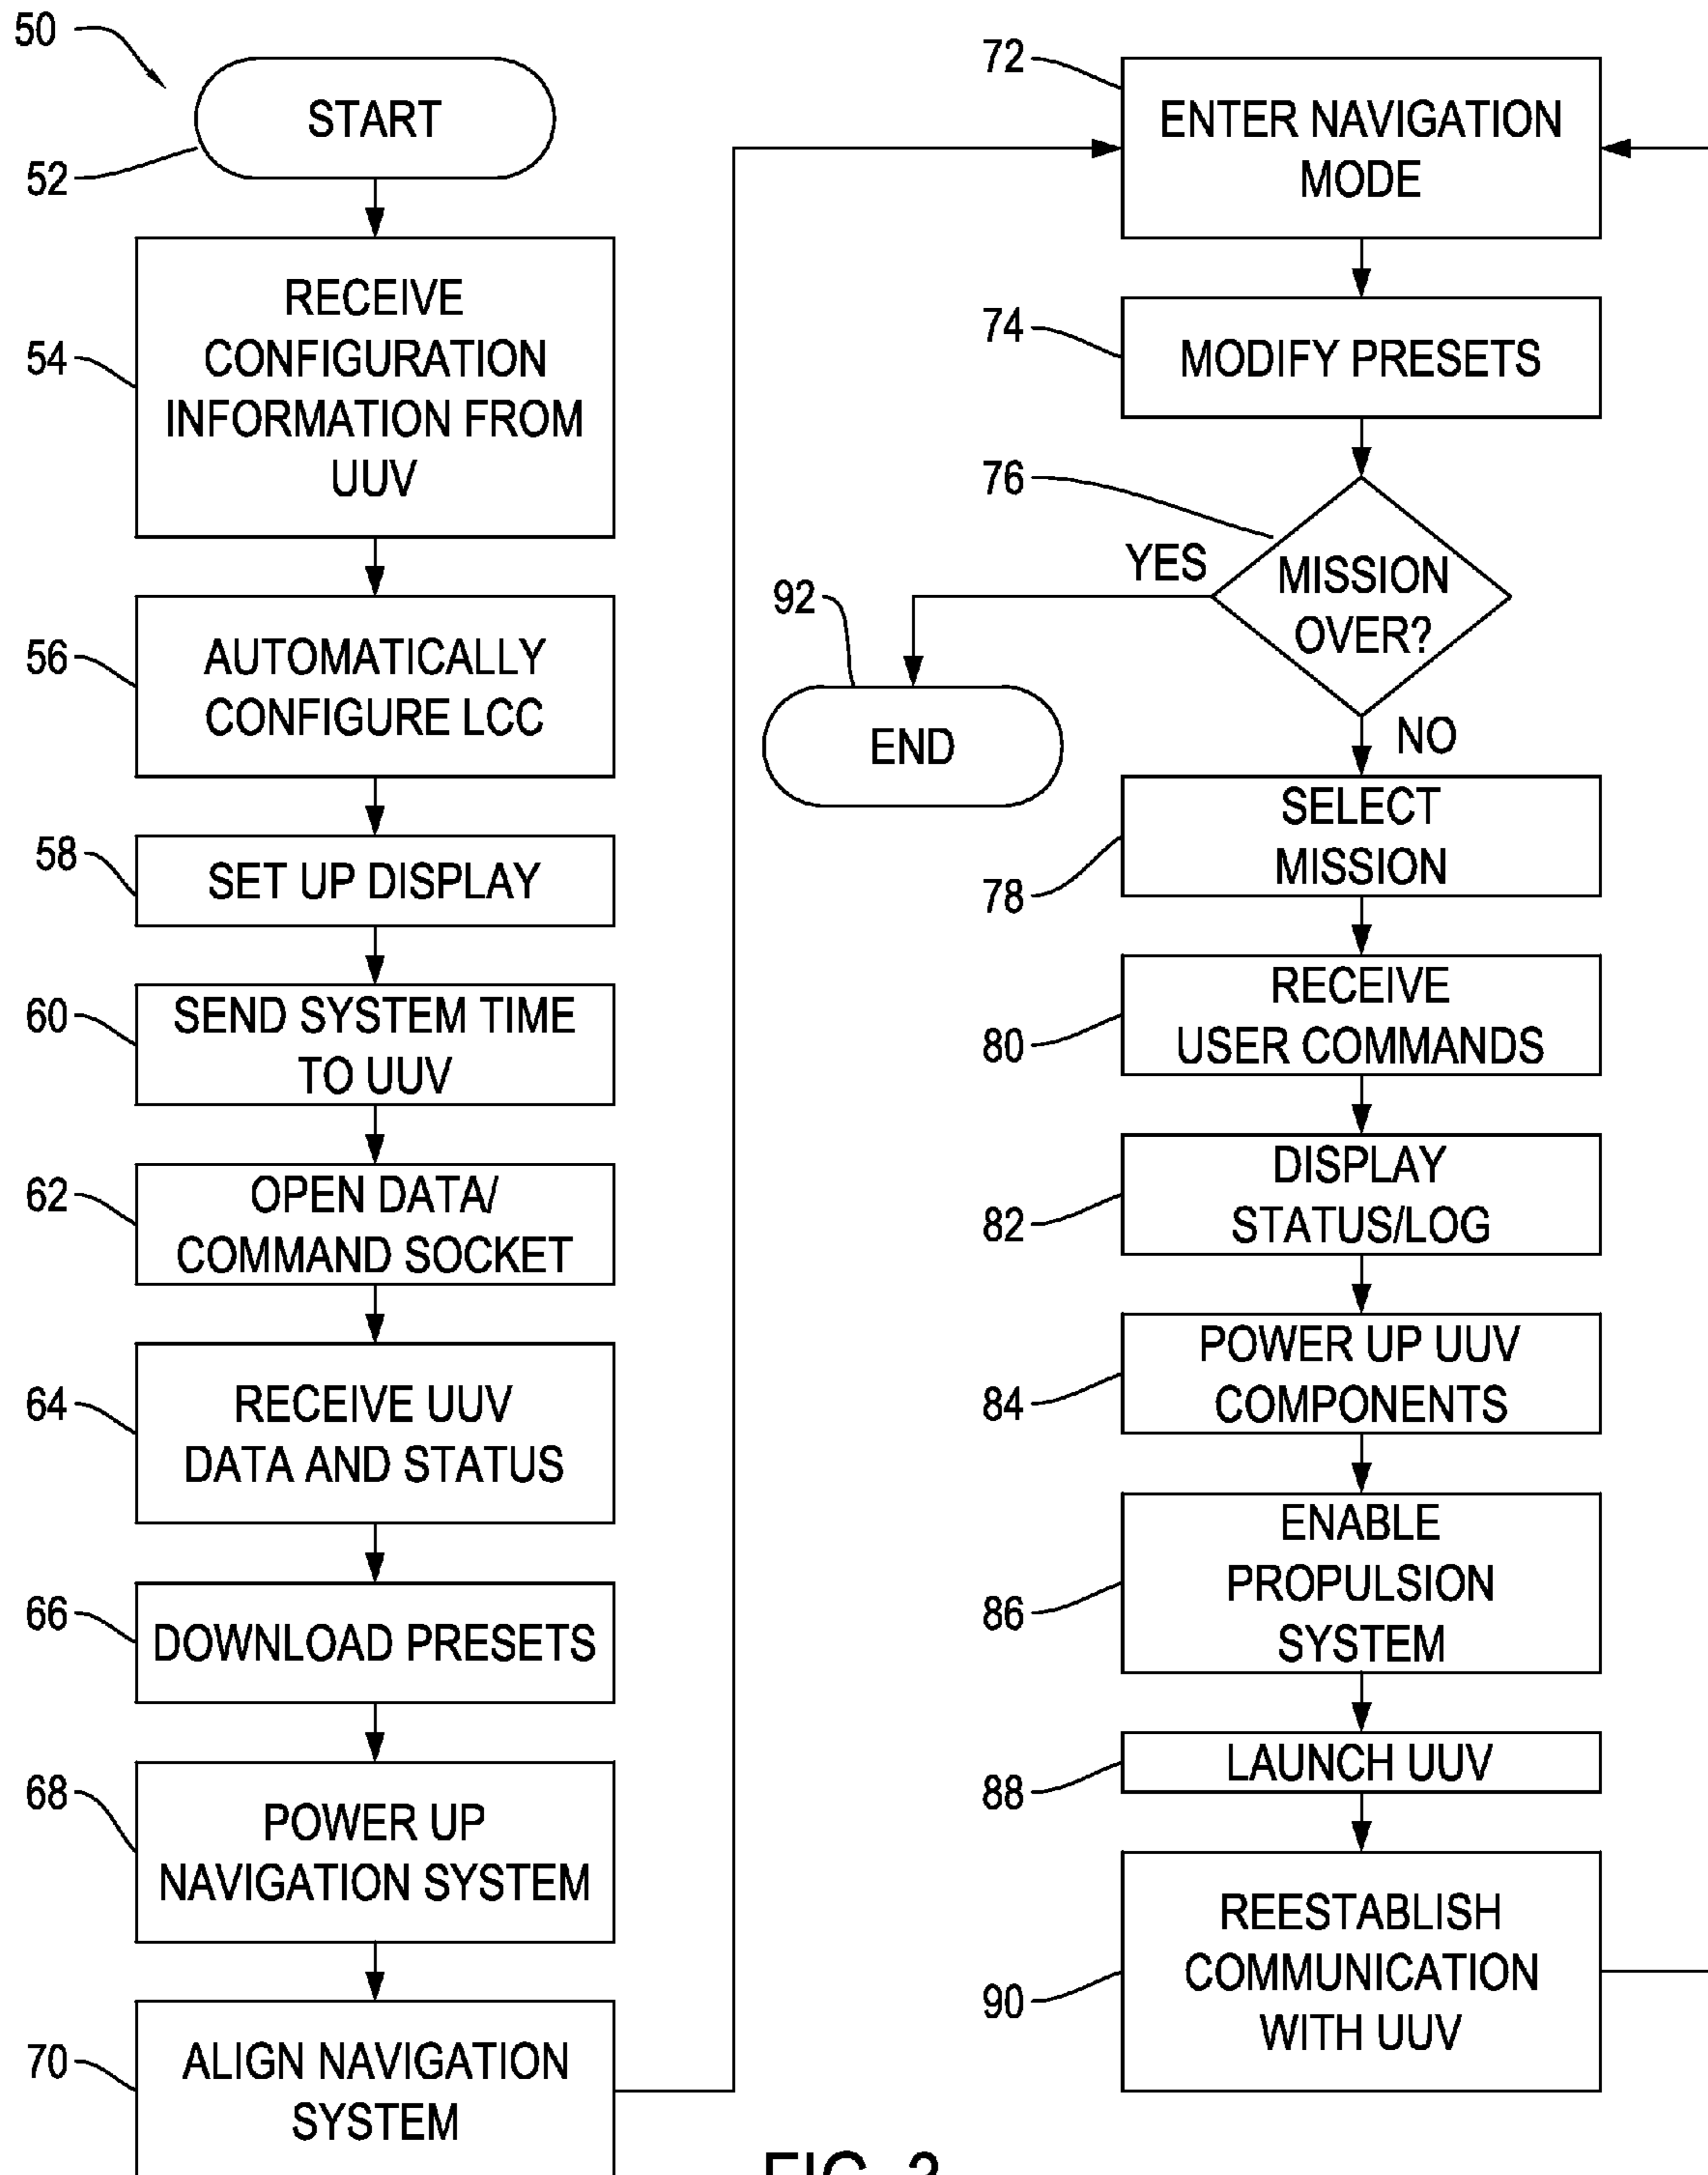 50
START
52
RECEIVE
CONFIGURATION
INFORMATION FROM
UUV
54
AUTOMATICALLY
CONFIGURE LCC
56
SET UP DISPLAY
58
SEND SYSTEM TIME
TO UUV
60
OPEN DATA/
COMMAND SOCKET
62
RECEIVE UUV
DATA AND STATUS
64
DOWNLOAD PRESETS
66
POWER UP
NAVIGATION SYSTEM
68
ALIGN NAVIGATION
SYSTEM
70
72
ENTER NAVIGATION
MODE
74
MODIFY PRESETS
76
MISSION
OVER?
YES
92
END
NO
SELECT
MISSION
78
RECEIVE
USER COMMANDS
80
DISPLAY
STATUS/LOG
82
POWER UP UUV
COMPONENTS
84
ENABLE
PROPULSION
SYSTEM
86
LAUNCH UUV
88
REESTABLISH
COMMUNICATION
WITH UUV
90
FIG.